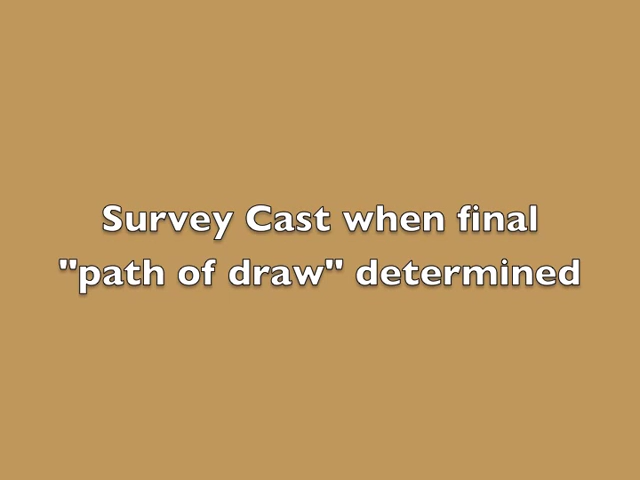 Survey Cast when final
"path of draw" determined